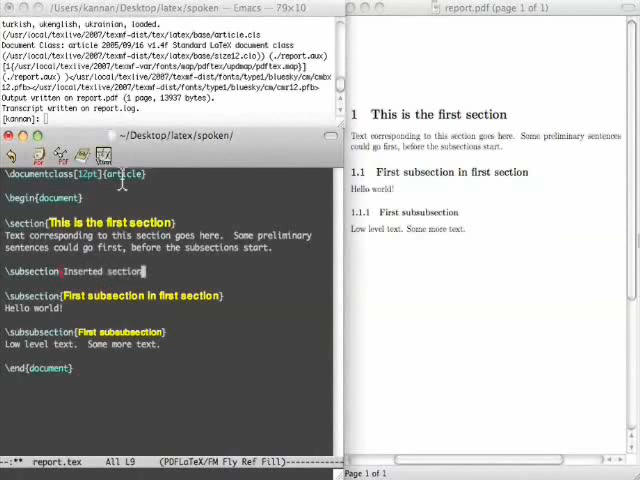 /Users/kannan/Desktop/latex/spoken/ – Emacs – 79×10
turkish, ukenglish, ukrainian, loaded.
(/usr/local/texlive/2007/texmf-dist/tex/latex/base/article.cls
Document Class: article 2005/09/16 v1.4f Standard LaTeX document class
(/usr/local/texlive/2007/texmf-dist/tex/latex/base/size12.clo)) (./report.aux)
[1{/usr/local/texlive/2007/texmf-var/fonts/map/pdftex/updmap/pdftex.map}]
(./report.aux) )</usr/local/texlive/2007/texmf-dist/fonts/type1/bluesky/cm/cmbx
12.pfb></usr/local/texlive/2007/texmf-dist/fonts/type1/bluesky/cm/cmr12.pfb>
Output written on report.pdf (1 page, 13937 bytes).
Transcript written on report.log.
[kannan]:
~/Desktop/latex/spoken/
\documentclass[12pt]{article}
\begin{document}
\section{This is the first section}
Text corresponding to this section goes here.  Some preliminary
sentences could go first, before the subsections start.
\subsection Inserted section
\subsection{First subsection in first section}
Hello world!
\subsubsection{First subsubsection}
Low level text.  Some more text.
\end{document}
--:**  report.tex      All L9     (PDFLaTeX/FM Fly Ref Fill)
report.pdf (page 1 of 1)
1 This is the first section
Text corresponding to this section goes here. Some preliminary sentences
could go first, before the subsections start.
1.1 First subsection in first section
Hello world!
1.1.1 First subsubsection
Low level text. Some more text.
Page 1 of 1